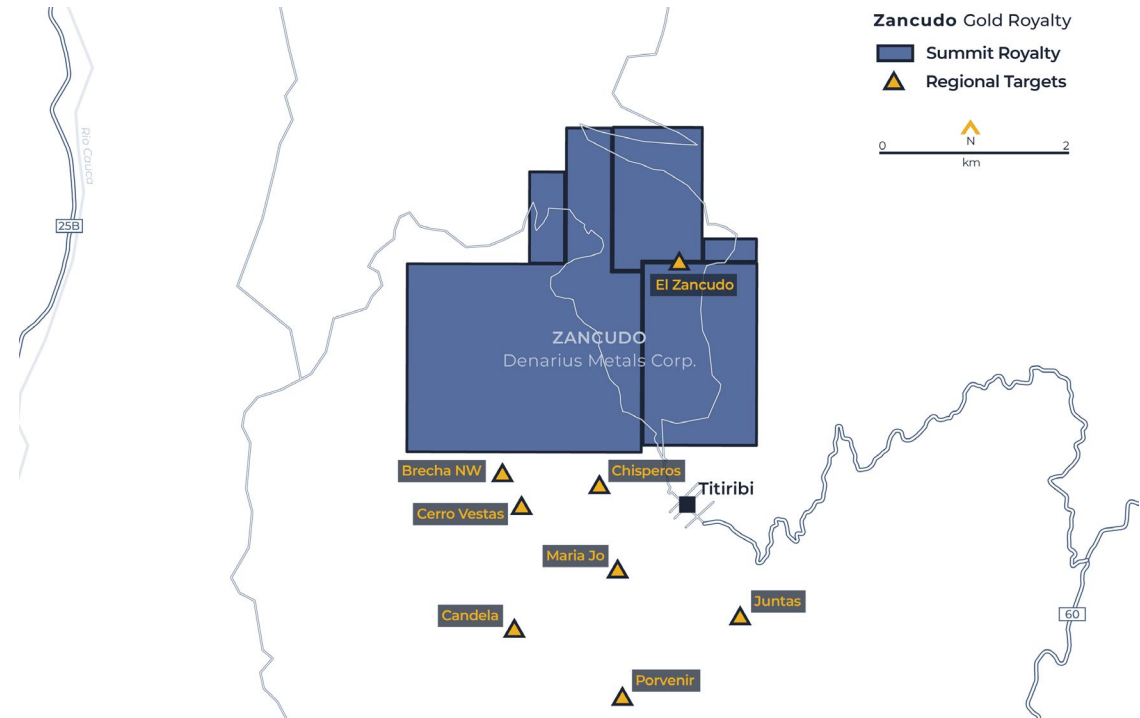 Zancudo Gold Royalty
Summit Royalty
Regional Targets
N
0 2
km
Rio Cauca
25B
El Zancudo
ZANCUDO
Denarius Metals Corp.
Brecha NW
Chisperos
Cerro Vestas
Titiribi
Maria Jo
Juntas
Candela
60
Porvenir